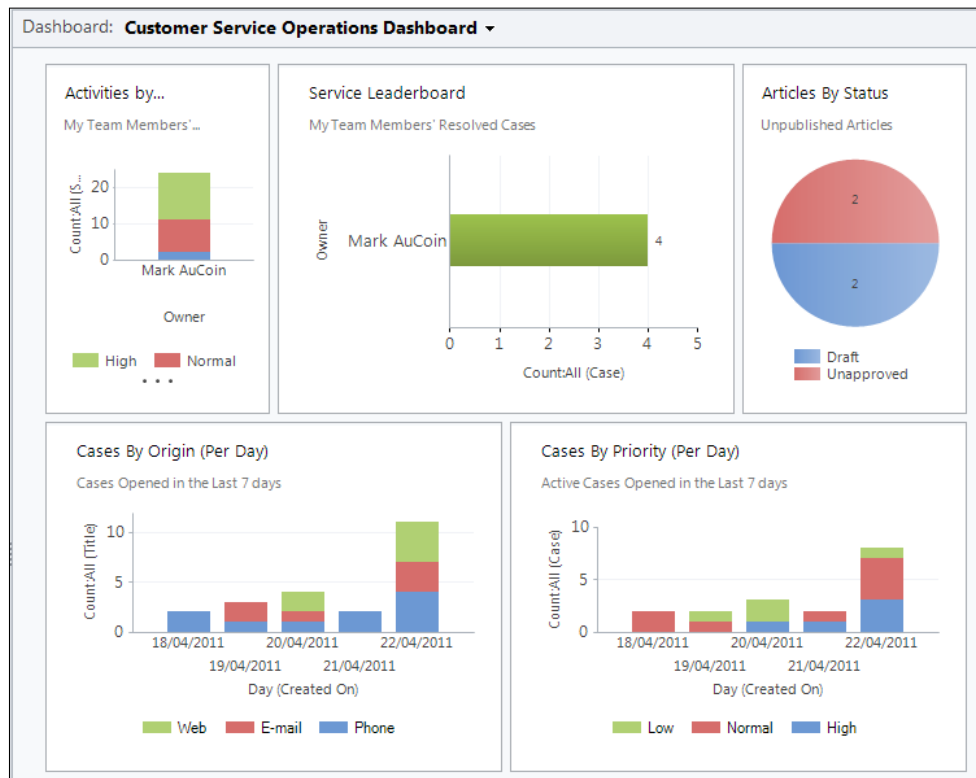 Dashboard: Customer Service Operations Dashboard
Activities by...
My Team Members'...
Count:All (S...
20
10
0
Mark AuCoin
Owner
High Normal
• • •
Service Leaderboard
My Team Members' Resolved Cases
Owner
Mark AuCoin
4
0 1 2 3 4 5
Count:All (Case)
Articles By Status
Unpublished Articles
2
2
Draft
Unapproved
Cases By Origin (Per Day)
Cases Opened in the Last 7 days
Count:All (Title)
10
5
0
18/04/2011 20/04/2011 22/04/2011
19/04/2011 21/04/2011
Day (Created On)
Web E-mail Phone
Cases By Priority (Per Day)
Active Cases Opened in the Last 7 days
Count:All (Case)
10
5
0
18/04/2011 20/04/2011 22/04/2011
19/04/2011 21/04/2011
Day (Created On)
Low Normal High